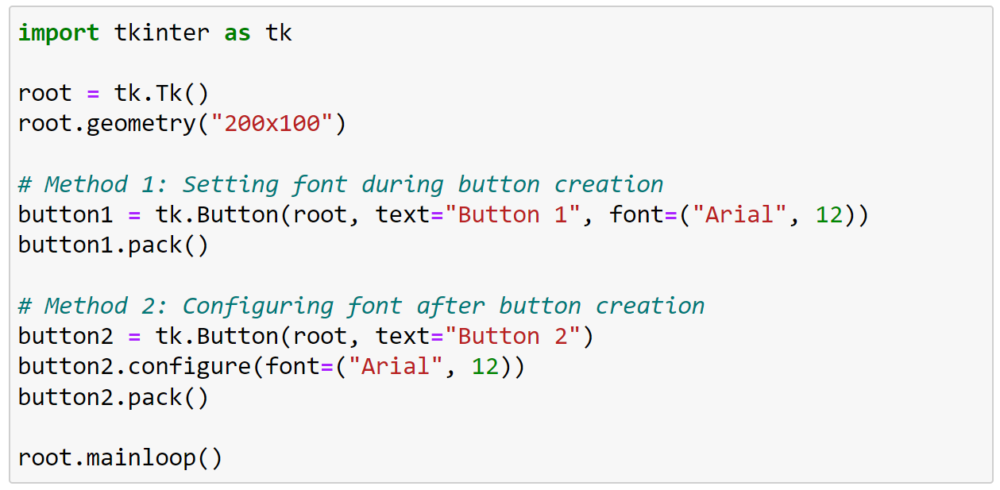 import tkinter as tk
root = tk.Tk()
root.geometry("200x100")
# Method 1: Setting font during button creation
button1 = tk.Button(root, text="Button 1", font=("Arial", 12))
button1.pack()
# Method 2: Configuring font after button creation
button2 = tk.Button(root, text="Button 2")
button2.configure(font=("Arial", 12))
button2.pack()
root.mainloop()